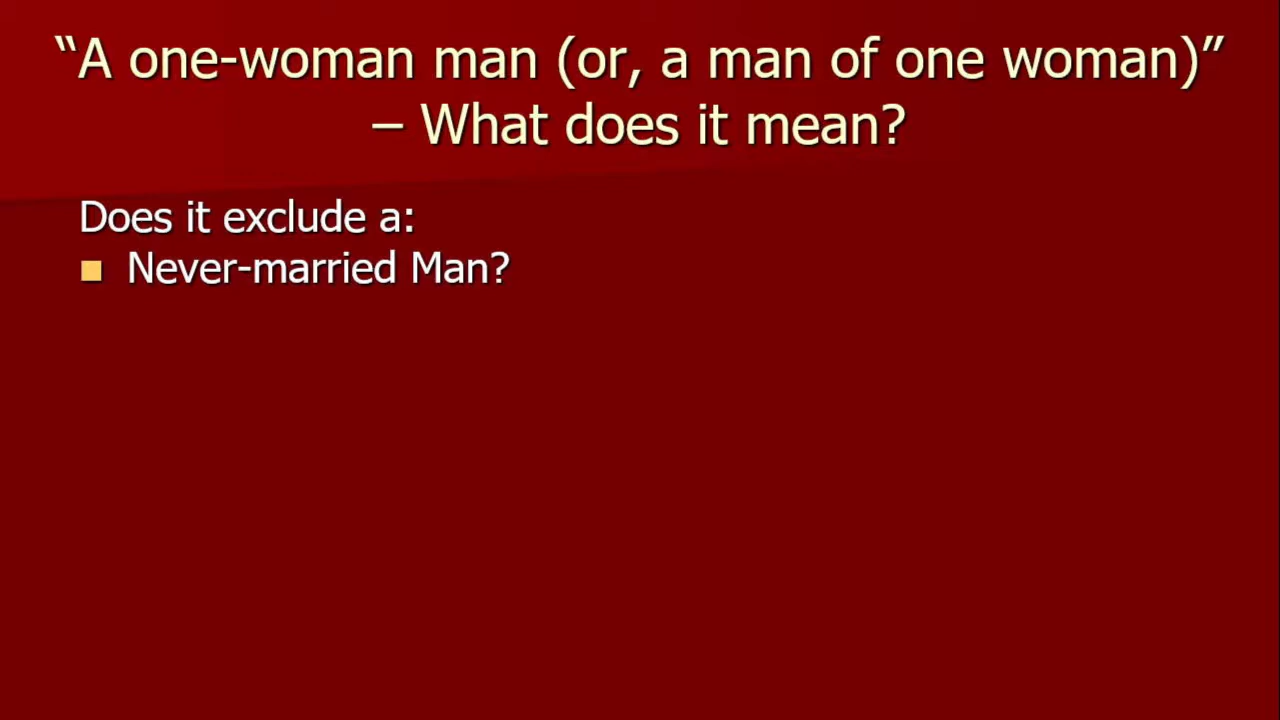 “A one-woman man (or, a man of one woman)”
– What does it mean?
Does it exclude a:
■ Never-married Man?